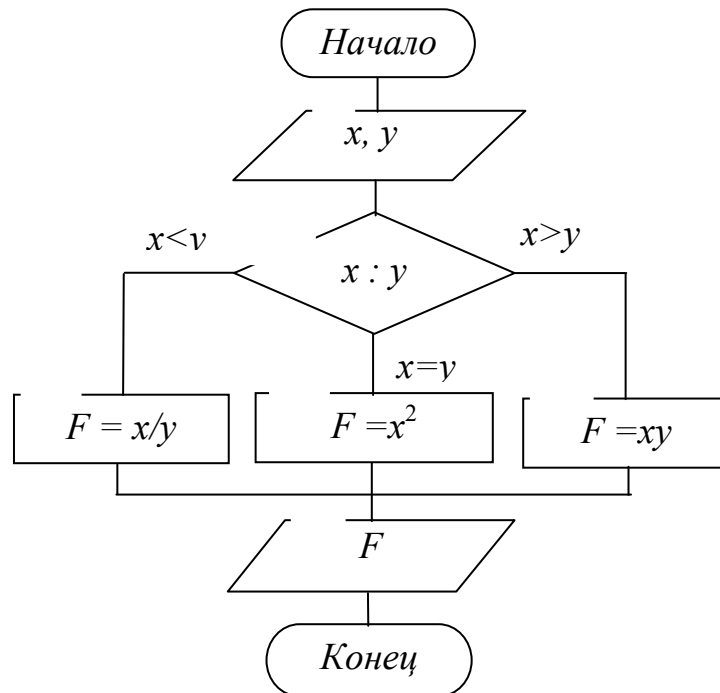 Начало
x, y
x<y
x>y
x : y
x=y
F = x/y
F =x²
F =xy
F
Конец